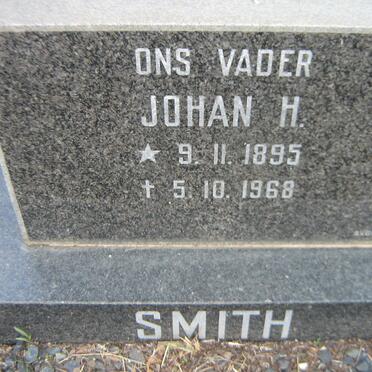 ONS VADER
JOHAN H.
★ 9.11.1895
✝ 5.10.1968
SMITH